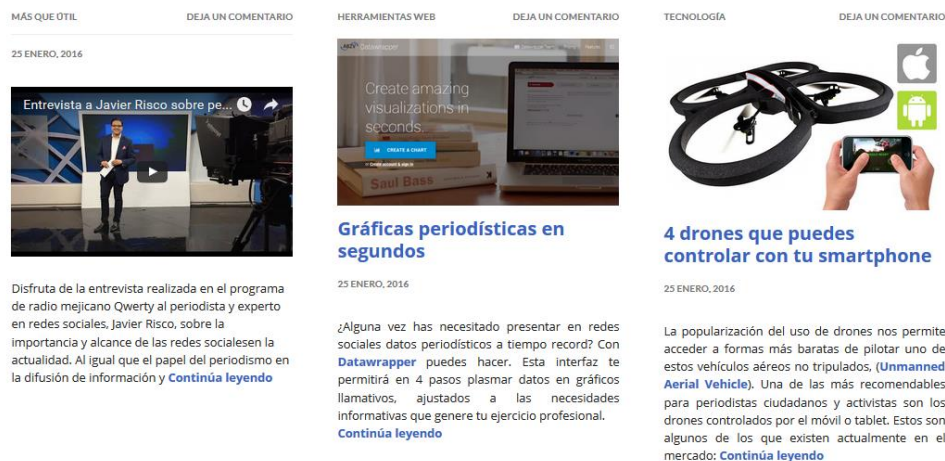 MÁS QUE ÚTIL
DEJA UN COMENTARIO
25 ENERO, 2016
Entrevista a Javier Risco sobre pe...
Disfruta de la entrevista realizada en el programa
de radio mejicano Qwerty al periodista y experto
en redes sociales, Javier Risco, sobre la
importancia y alcance de las redes socialesen la
actualidad. Al igual que el papel del periodismo en
la difusión de información y Continúa leyendo
HERRAMIENTAS WEB
DEJA UN COMENTARIO
Datawrapper
Create amazing
visualizations in
seconds.
CREATE A CHART
Saul Bass
Gráficas periodísticas en
segundos
25 ENERO, 2016
¿Alguna vez has necesitado presentar en redes
sociales datos periodísticos a tiempo record? Con
Datawrapper puedes hacer. Esta interfaz te
permitirá en 4 pasos plasmar datos en gráficos
llamativos, ajustados a las necesidades
informativas que genere tu ejercicio profesional.
Continúa leyendo
TECNOLOGÍA
DEJA UN COMENTARIO
4 drones que puedes
controlar con tu smartphone
25 ENERO, 2016
La popularización del uso de drones nos permite
acceder a formas más baratas de pilotar uno de
estos vehículos aéreos no tripulados, (Unmanned
Aerial Vehicle). Una de las más recomendables
para periodistas ciudadanos y activistas son los
drones controlados por el móvil o tablet. Estos son
algunos de los que existen actualmente en el
mercado: Continúa leyendo